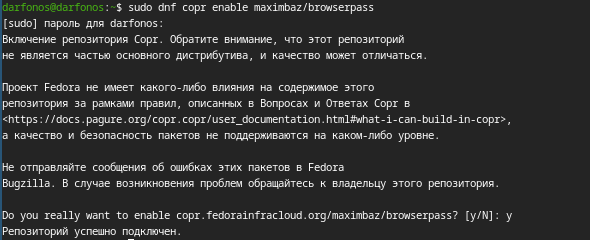 darfonos@darfonos:~$ sudo dnf copr enable maximbaz/browserpass
[sudo] пароль для darfonos:
Включение репозитория Copr. Обратите внимание, что этот репозиторий
не является частью основного дистрибутива, и качество может отличаться.
Проект Fedora не имеет какого-либо влияния на содержимое этого
репозитория за рамками правил, описанных в Вопросах и Ответах Copr в
<https://docs.pagure.org/copr.copr/user_documentation.html#what-i-can-build-in-copr>,
а качество и безопасность пакетов не поддерживаются на каком-либо уровне.
Не отправляйте сообщения об ошибках этих пакетов в Fedora
Bugzilla. В случае возникновения проблем обращайтесь к владельцу этого репозитория.
Do you really want to enable copr.fedorainfracloud.org/maximbaz/browserpass? [y/N]: y
Репозиторий успешно подключен.